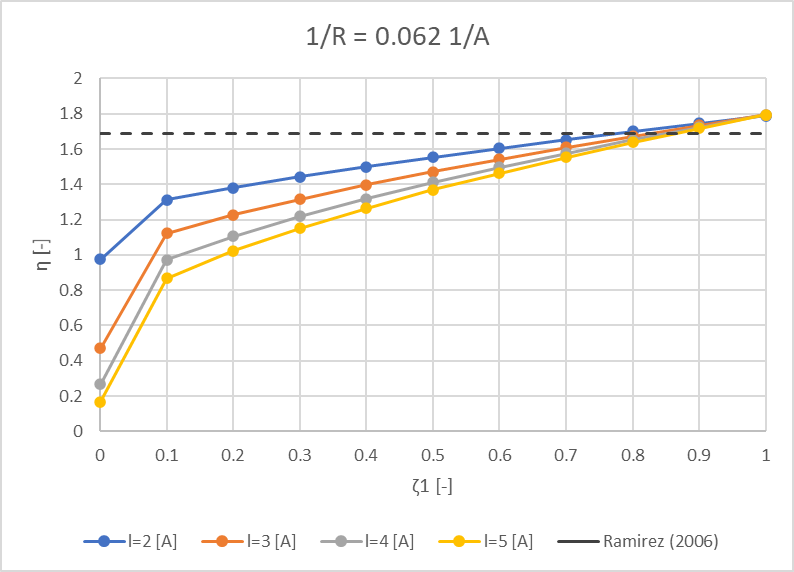 1/R = 0.062 1/A
2
1.8
1.6
1.4
1.2
1
0.8
0.6
0.4
0.2
0
η [-]
0 0.1 0.2 0.3 0.4 0.5 0.6 0.7 0.8 0.9 1
ζ1 [-]
l=2 [A] l=3 [A] l=4 [A] l=5 [A] Ramirez (2006)